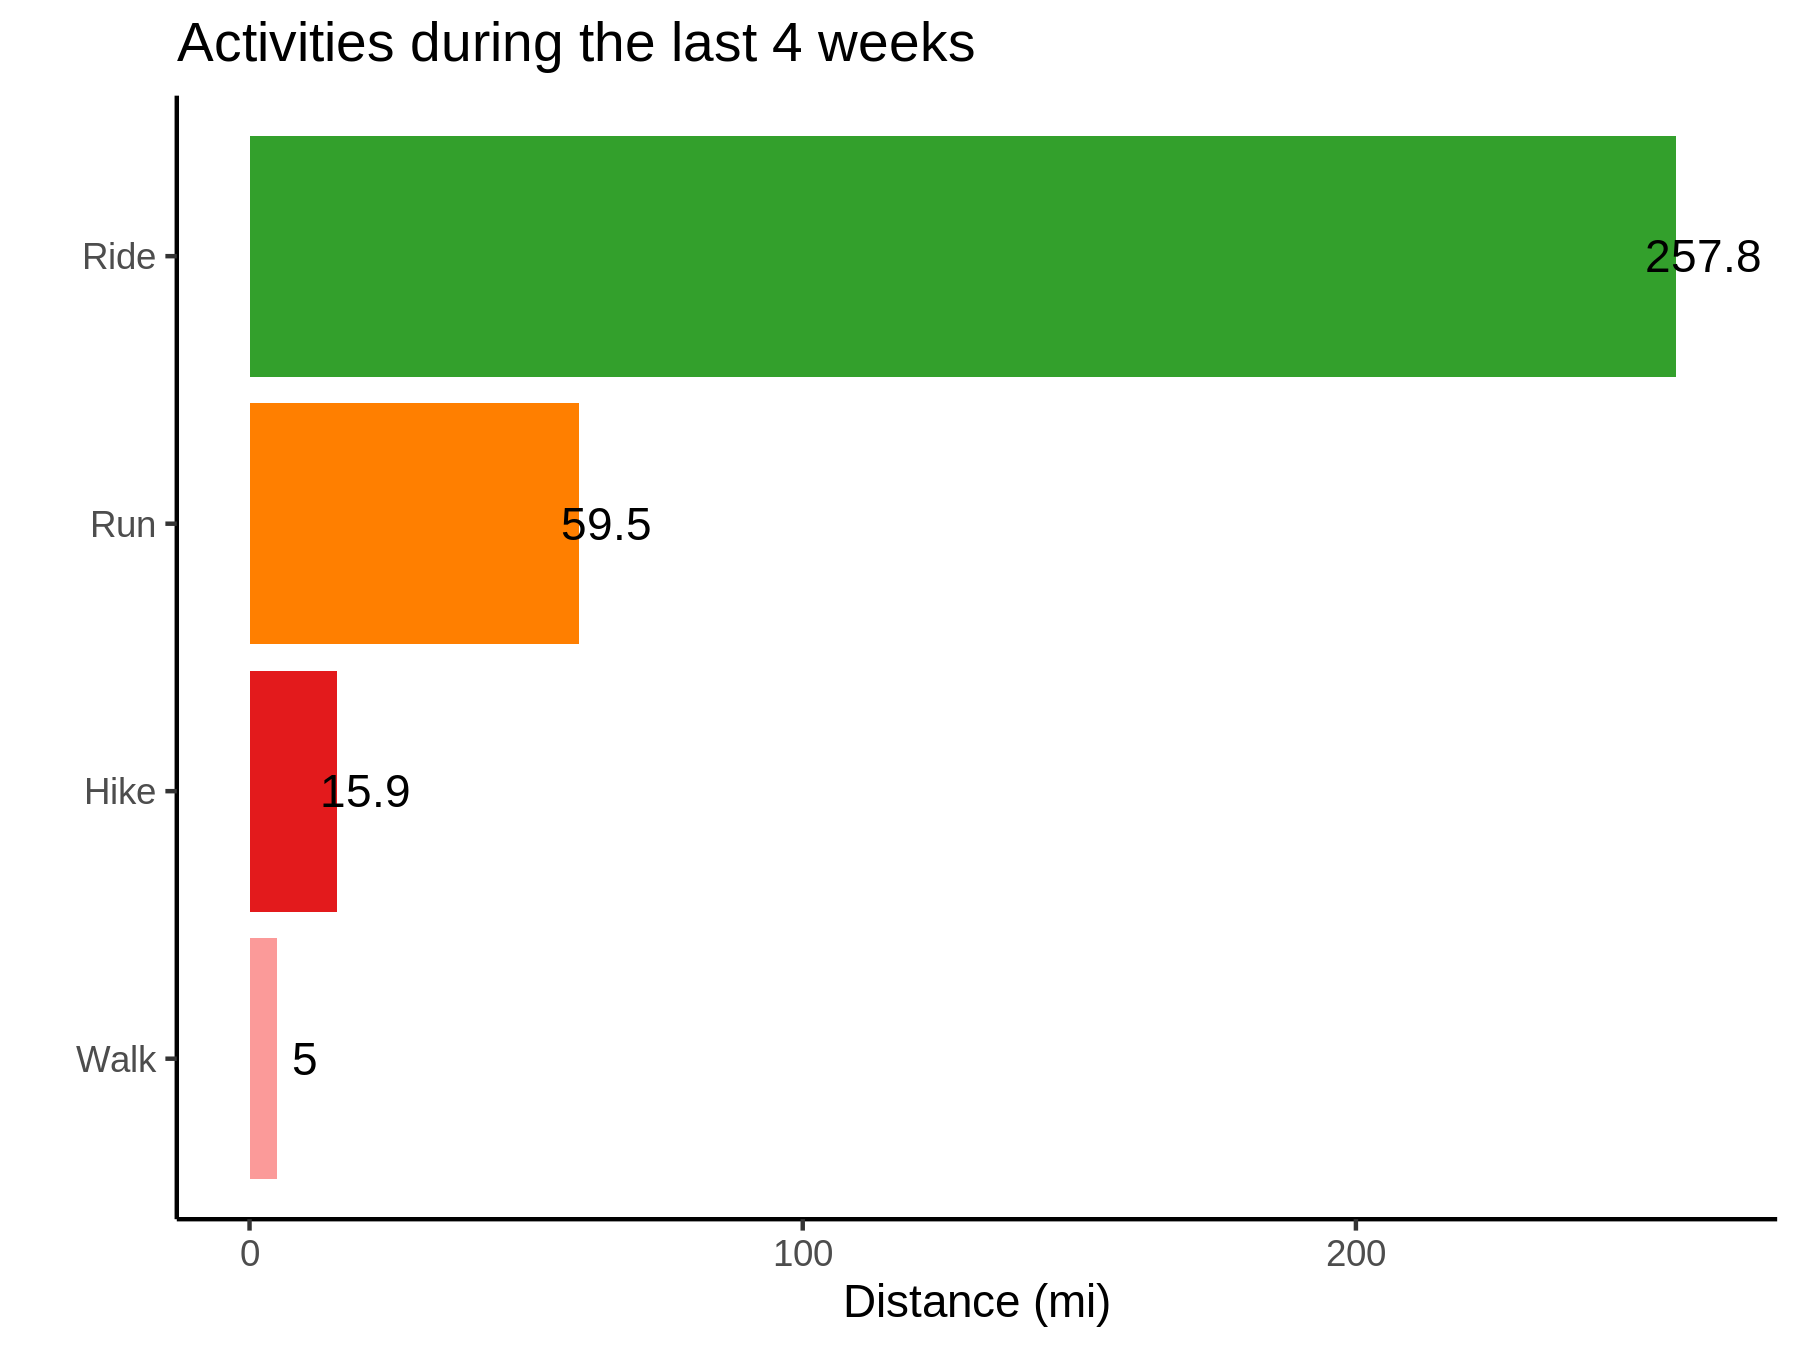 Activities during the last 4 weeks
Ride
257.8
Run
59.5
Hike
15.9
Walk
5
0 100 200
Distance (mi)